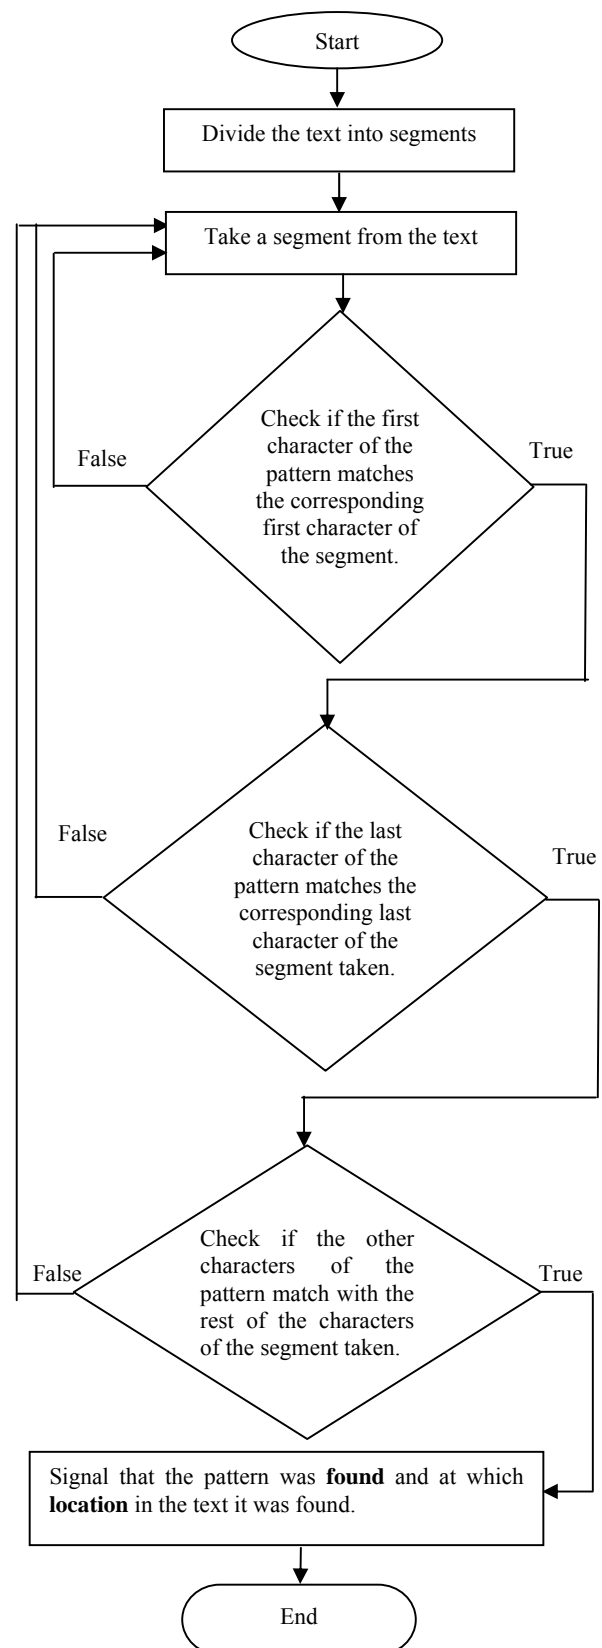 Start
Divide the text into segments
Take a segment from the text
Check if the first
character of the
pattern matches
the corresponding
first character of
the segment.
False
True
Check if the last
character of the
pattern matches the
corresponding last
character of the
segment taken.
False
True
Check if the other
characters of the
pattern match with the
rest of the characters
of the segment taken.
False
True
Signal that the pattern was found and at which
location in the text it was found.
End